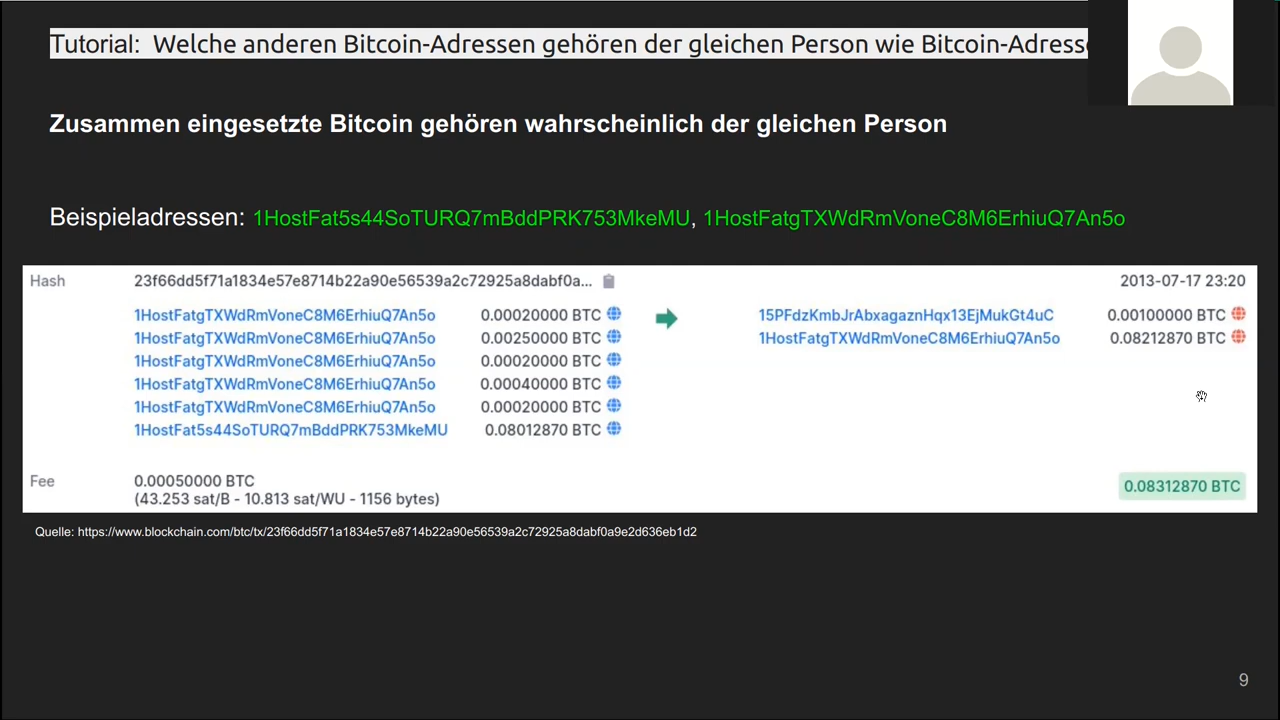 Tutorial: Welche anderen Bitcoin-Adressen gehören der gleichen Person wie Bitcoin-Adresse
Zusammen eingesetzte Bitcoin gehören wahrscheinlich der gleichen Person
Beispieladressen: 1HostFat5s44SoTURQ7mBddPRK753MkeMU, 1HostFatgTXWdRmVoneC8M6ErhiuQ7An5o
Hash 23f66dd5f71a1834e57e8714b22a90e56539a2c72925a8dabf0a... 2013-07-17 23:20
1HostFatgTXWdRmVoneC8M6ErhiuQ7An5o 0.00020000 BTC 15PFdzKmbJrAbxagaznHqx13EjMukGt4uC 0.00100000 BTC
1HostFatgTXWdRmVoneC8M6ErhiuQ7An5o 0.00250000 BTC 1HostFatgTXWdRmVoneC8M6ErhiuQ7An5o 0.08212870 BTC
1HostFatgTXWdRmVoneC8M6ErhiuQ7An5o 0.00020000 BTC
1HostFatgTXWdRmVoneC8M6ErhiuQ7An5o 0.00040000 BTC
1HostFatgTXWdRmVoneC8M6ErhiuQ7An5o 0.00020000 BTC
1HostFat5s44SoTURQ7mBddPRK753MkeMU 0.08012870 BTC
Fee 0.00050000 BTC 0.08312870 BTC
(43.253 sat/B - 10.813 sat/WU - 1156 bytes)
Quelle: https://www.blockchain.com/btc/tx/23f66dd5f71a1834e57e8714b22a90e56539a2c72925a8dabf0a9e2d636eb1d2
9